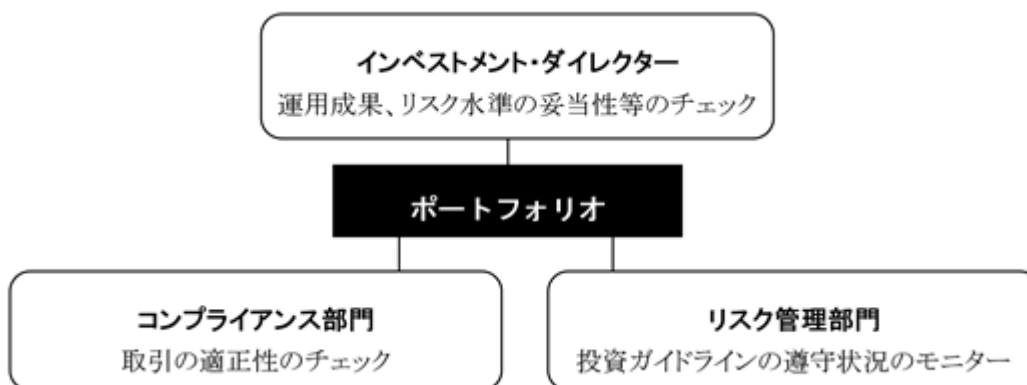 インベストメント・ダイレクター
運用成果、リスク水準の妥当性等のチェック
ポートフォリオ
コンプライアンス部門
取引の適正性のチェック
リスク管理部門
投資ガイドラインの遵守状況のモニター